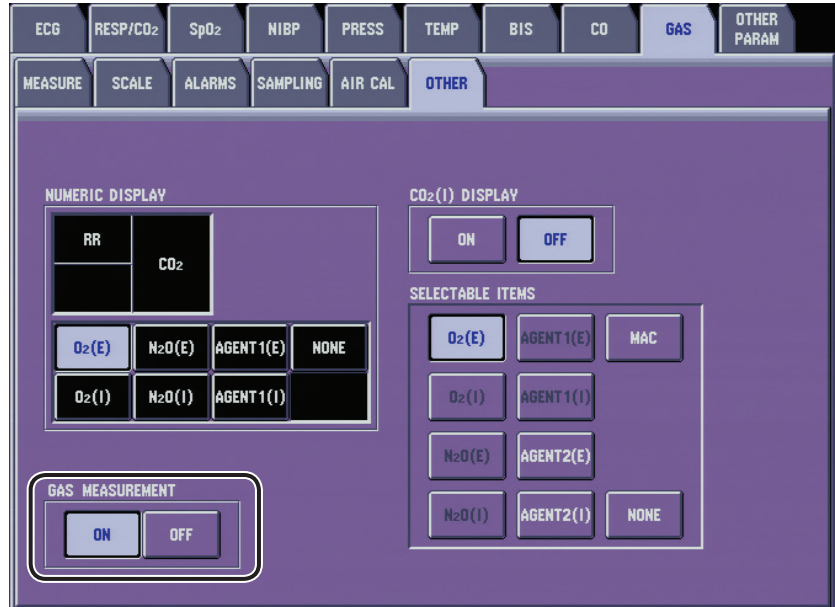 ECG RESP/CO2 SpO2 NIBP PRESS TEMP BIS CO GAS OTHER PARAM
MEASURE SCALE ALARMS SAMPLING AIR CAL OTHER
NUMERIC DISPLAY
RR
CO2
O2(E) N2O(E) AGENT1(E) NONE
O2(I) N2O(I) AGENT1(I)
GAS MEASUREMENT
ON OFF
CO2(I) DISPLAY
ON OFF
SELECTABLE ITEMS
O2(E) AGENT1(E) MAC
O2(I) AGENT1(I)
N2O(E) AGENT2(E)
N2O(I) AGENT2(I) NONE